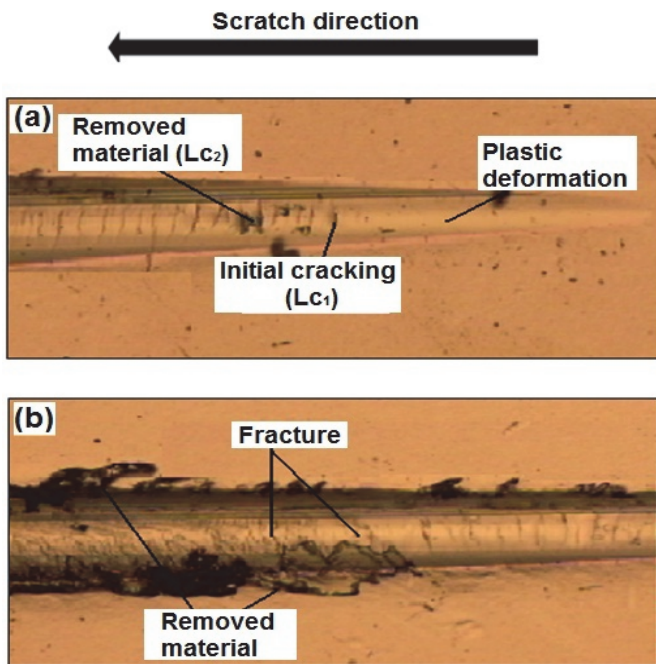 Scratch direction
(a)
Removed
material (Lc₂)
Plastic
deformation
Initial cracking
(Lc₁)
(b)
Fracture
Removed
material